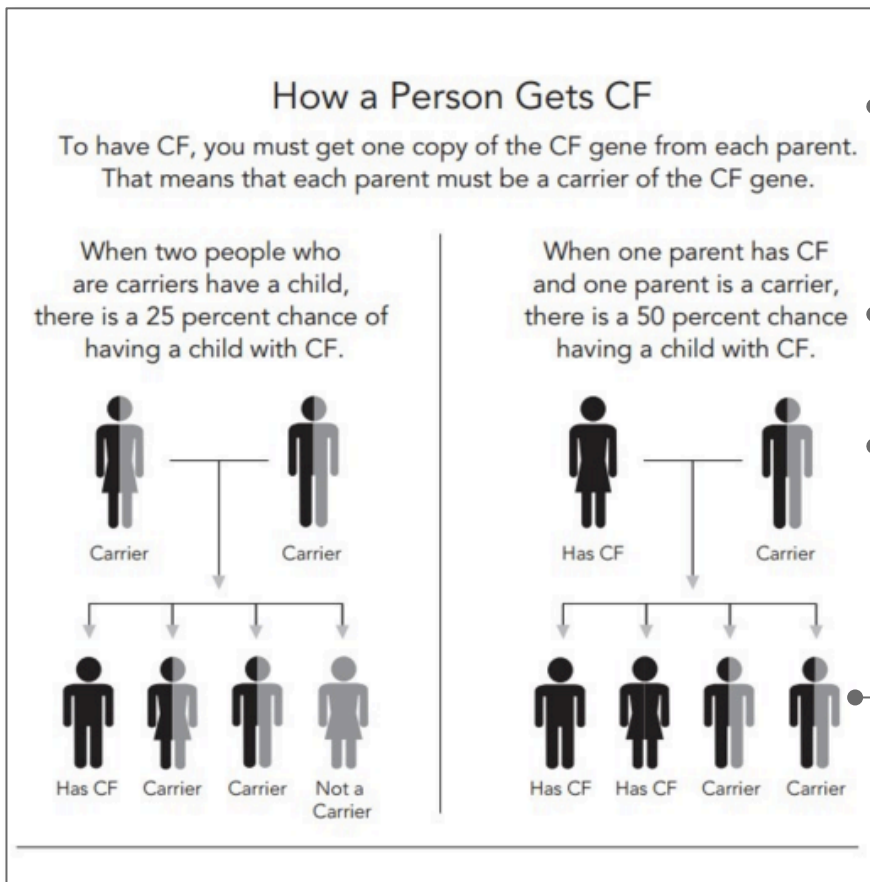 How a Person Gets CF
To have CF, you must get one copy of the CF gene from each parent.
That means that each parent must be a carrier of the CF gene.
When two people who
are carriers have a child,
there is a 25 percent chance of
having a child with CF.
Carrier
Carrier
Has CF
Carrier
Carrier
Not a
Carrier
When one parent has CF
and one parent is a carrier,
there is a 50 percent chance
having a child with CF.
Has CF
Carrier
Has CF
Has CF
Carrier
Carrier